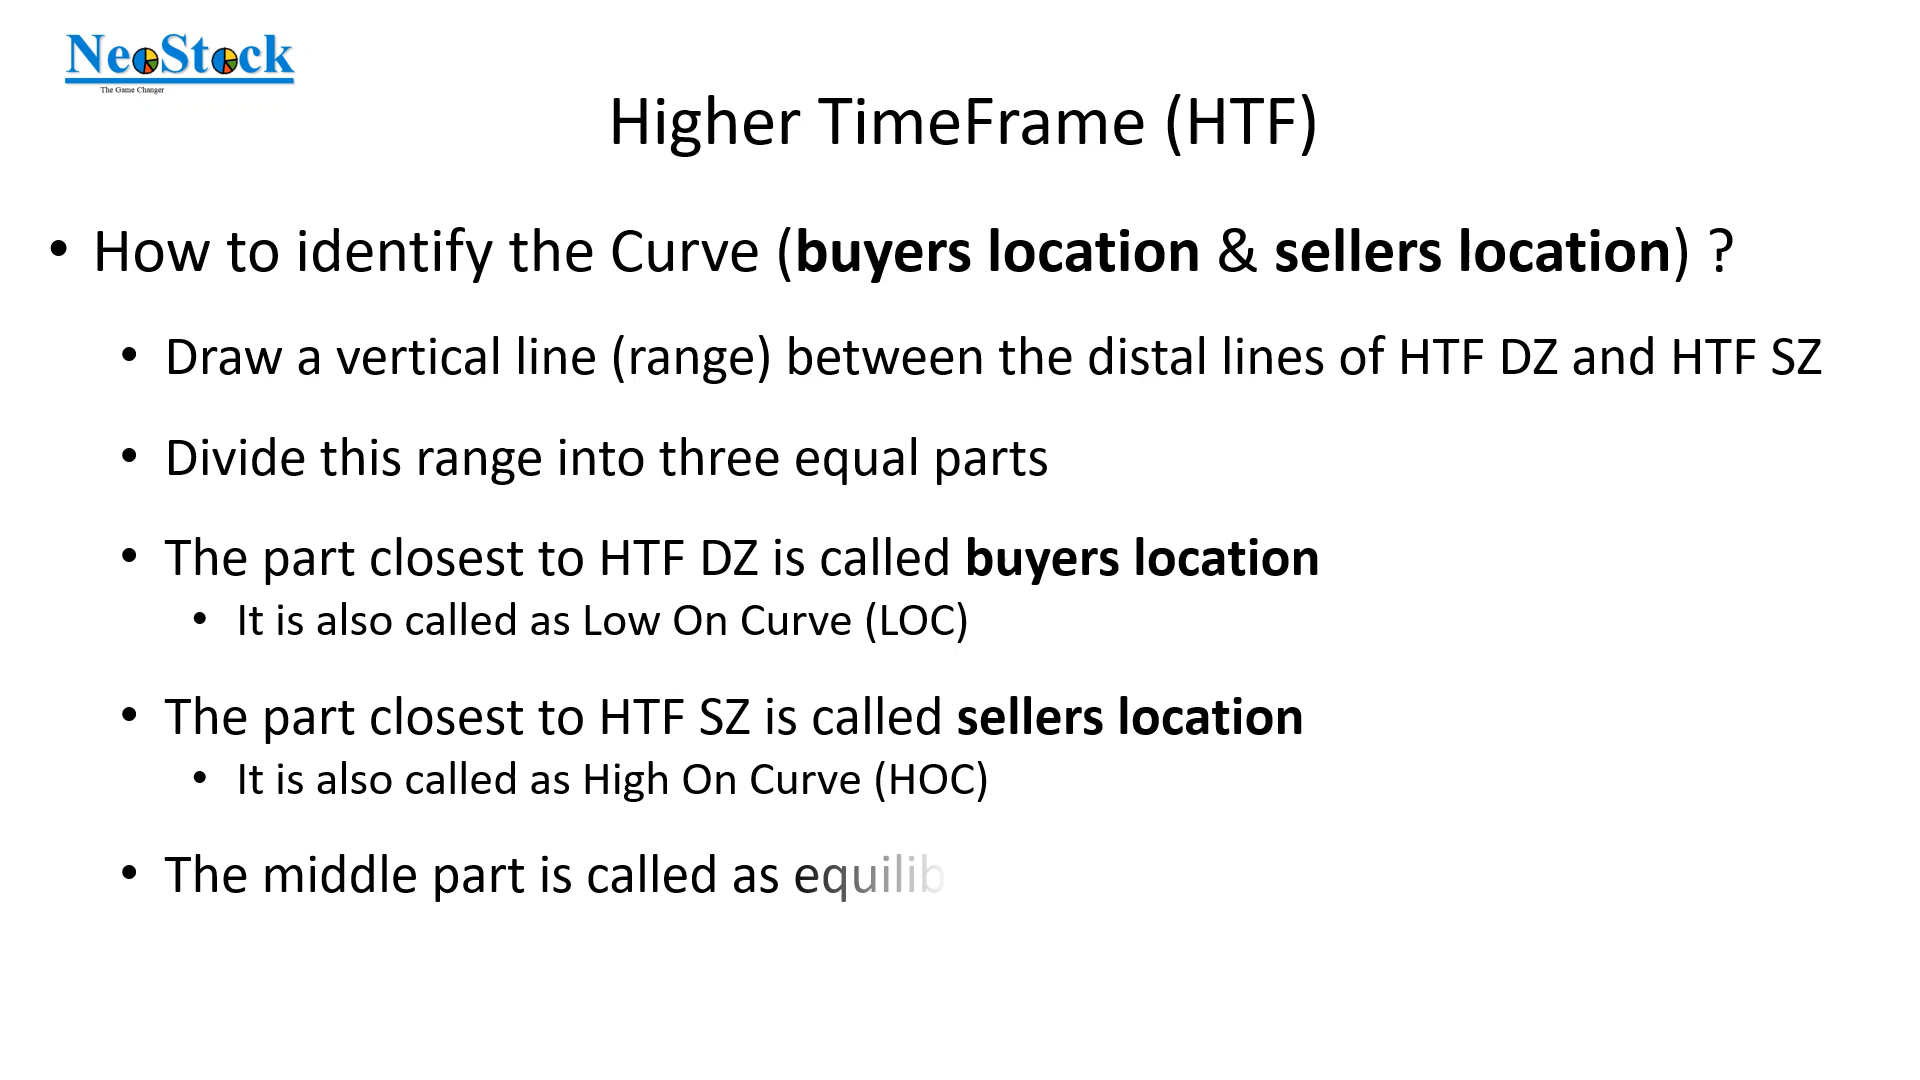 NeoStock
The Game Changer
Higher TimeFrame (HTF)
• How to identify the Curve (buyers location & sellers location) ?
• Draw a vertical line (range) between the distal lines of HTF DZ and HTF SZ
• Divide this range into three equal parts
• The part closest to HTF DZ is called buyers location
• It is also called as Low On Curve (LOC)
• The part closest to HTF SZ is called sellers location
• It is also called as High On Curve (HOC)
• The middle part is called as equilib